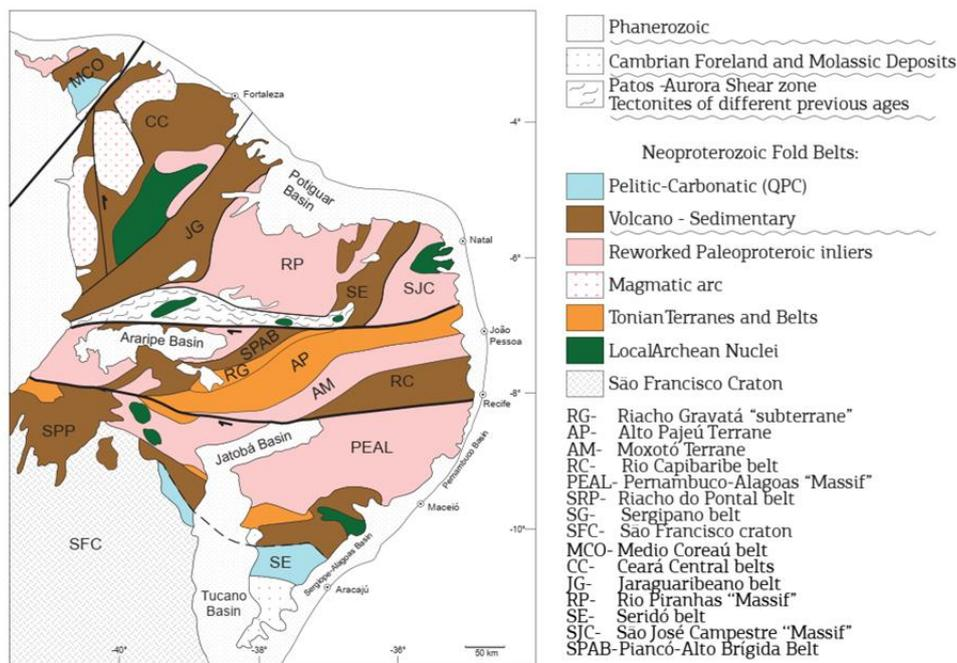 MCO
Fortaleza
CC
-4°
Potiguar
Basin
JG
Natal
RP
-6°
SE
SJC
João
Pessoa
Araripe Basin
SPAB
RG
AP
AM
RC
-8°
Recife
SPP
Jatobá Basin
PEAL
Pernambuco Basin
Maceió
-10°
SFC
SE
Sergiope-Alagoas Basin
Aracajú
Tucano
Basin
-40°
-38°
-36°
50 km
Phanerozoic
Cambrian Foreland and Molassic Deposits
Patos -Aurora Shear zone
Tectonites of different previous ages
Neoproterozoic Fold Belts:
Pelitic-Carbonatic (QPC)
Volcano - Sedimentary
Reworked Paleoproteroic inliers
Magmatic arc
TonianTerranes and Belts
LocalArchean Nuclei
São Francisco Craton
RG- Riacho Gravatá “subterrane”
AP- Alto Pajeú Terrane
AM- Moxotó Terrane
RC- Rio Capibaribe belt
PEAL- Pernambuco-Alagoas “Massif”
SRP- Riacho do Pontal belt
SG- Sergipano belt
SFC- São Francisco craton
MCO- Medio Coreaú belt
CC- Ceará Central belts
JG- Jaraguaribeano belt
RP- Rio Piranhas “Massif”
SE- Seridó belt
SJC- São José Campestre “Massif”
SPAB-Piancó-Alto Brígida Belt